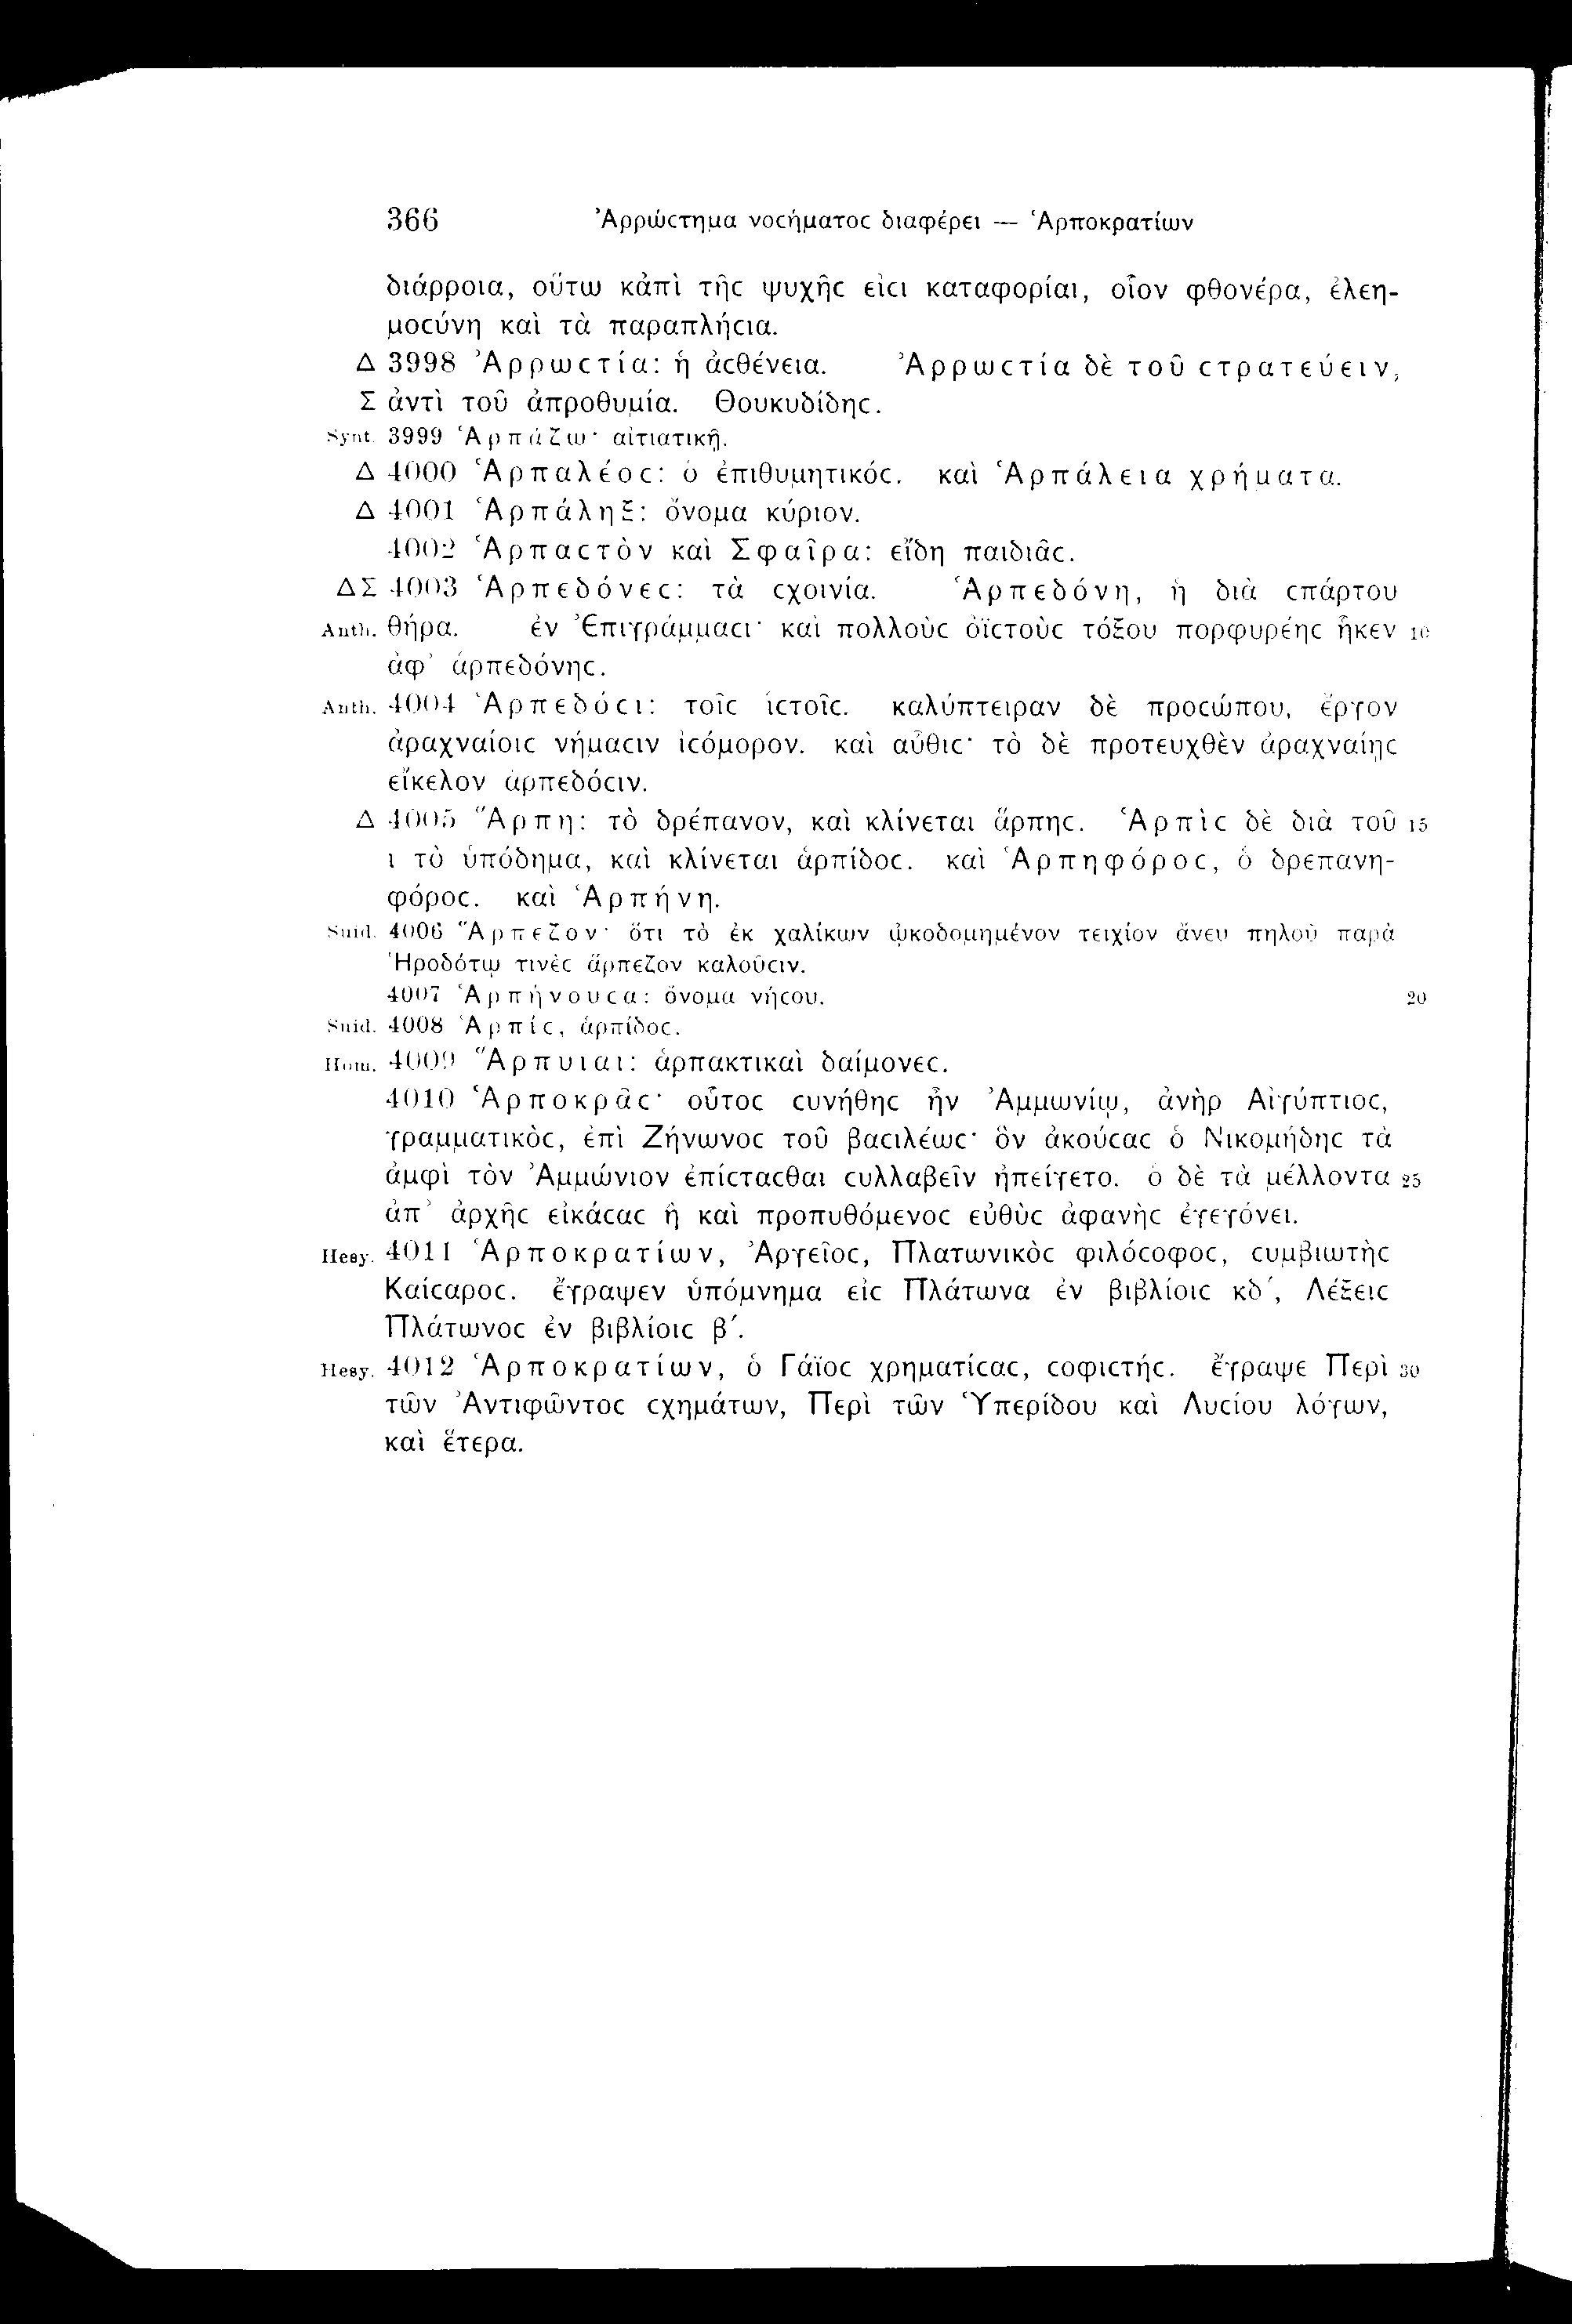 366 Ἀρρώϲτημα νοϲήματοϲ διαφέρει — Ἁρποκρατίων
διάρροια, οὕτω κἀπὶ τῆϲ ψυχῆϲ εἰϲι καταφορίαι, οἷον φθονέρα, ἐλεη-
μοϲύνη καὶ τὰ παραπλήϲια.
Δ 3998 Ἀρρωϲτία: ἡ ἀϲθένεια. Ἀρρωϲτία δὲ τοῦ ϲτρατεύειν,
Σ ἀντὶ τοῦ ἀπροθυμία. Θουκυδίδηϲ.
Synt. 3999 Ἁρπάζω· αἰτιατικῇ.
Δ 4000 Ἁρπαλέοϲ: ὁ ἐπιθυμητικόϲ. καὶ Ἁρπάλεια χρήματα.
Δ 4001 Ἁρπάληξ: ὄνομα κύριον.
4002 Ἁρπαϲτὸν καὶ Σφαῖρα: εἴδη παιδιᾶϲ.
ΔΣ 4003 Ἁρπεδόνεϲ: τὰ ϲχοινία. Ἁρπεδόνη, ἡ διὰ ϲπάρτου
Anth. θήρα. ἐν Ἐπιγράμμαϲι· καὶ πολλοὺϲ ὀϊϲτοὺϲ τόξου πορφυρέηϲ ἧκεν 10
ἀφ’ ἁρπεδόνηϲ.
Anth. 4004 Ἁρπεδόϲι: τοῖϲ ἱϲτοῖϲ. καλύπτειραν δὲ προϲώπου, ἔργον
ἀραχναίοιϲ νήμαϲιν ἰϲόμορον. καὶ αὖθιϲ· τὸ δὲ προτευχθὲν ἀραχναίηϲ
εἴκελον ἁρπεδόϲιν.
Δ 4005 Ἅρπη: τὸ δρέπανον, καὶ κλίνεται ἅρπηϲ. Ἁρπὶϲ δὲ διὰ τοῦ 15
ι τὸ ὑπόδημα, καὶ κλίνεται ἁρπίδοϲ. καὶ Ἁρπηφόροϲ, ὁ δρεπανη-
φόροϲ. καὶ Ἁρπήνη.
Suid. 4006 Ἅρπεζον· ὅτι τὸ ἐκ χαλίκων ᾠκοδομημένον τειχίον ἄνευ πηλοῦ παρὰ
Ἡροδότῳ τινὲϲ ἅρπεζον καλοῦϲιν.
4007 Ἁρπήνουϲα: ὄνομα νήϲου. 20
Suid. 4008 Ἁρπίϲ, ἁρπίδοϲ.
Hom. 4009 Ἅρπυιαι: ἁρπακτικαὶ δαίμονεϲ.
4010 Ἁρποκρᾶϲ· οὗτοϲ ϲυνήθηϲ ἦν Ἀμμωνίῳ, ἀνὴρ Αἰγύπτιοϲ,
γραμματικὸϲ, ἐπὶ Ζήνωνοϲ τοῦ βαϲιλέωϲ· ὃν ἀκούϲαϲ ὁ Νικομήδηϲ τὰ
ἀμφὶ τὸν Ἀμμώνιον ἐπίϲταϲθαι ϲυλλαβεῖν ἠπείγετο. ὁ δὲ τὰ μέλλοντα 25
ἀπ’ ἀρχῆϲ εἰκάϲαϲ ἢ καὶ προπυθόμενοϲ εὐθὺϲ ἀφανὴϲ ἐγεγόνει.
Hesy. 4011 Ἁρποκρατίων, Ἀργεῖοϲ, Πλατωνικὸϲ φιλόϲοφοϲ, ϲυμβιωτὴϲ
Καίϲαροϲ. ἔγραψεν ὑπόμνημα εἰϲ Πλάτωνα ἐν βιβλίοιϲ κδ΄, Λέξειϲ
Πλάτωνοϲ ἐν βιβλίοιϲ β΄.
Hesy. 4012 Ἁρποκρατίων, ὁ Γάϊοϲ χρηματίϲαϲ, ϲοφιϲτήϲ. ἔγραψε Περὶ 30
τῶν Ἀντιφῶντοϲ ϲχημάτων, Περὶ τῶν Ὑπερίδου καὶ Λυϲίου λόγων,
καὶ ἕτερα.